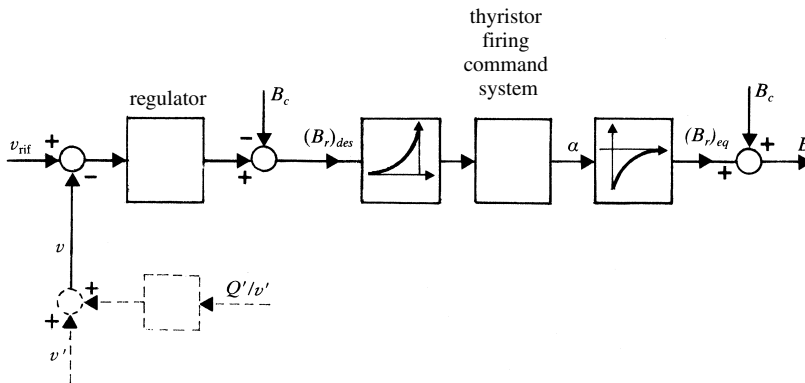 thyristor
firing
command
system
regulator
B_c
B_c
v_rif
+
−
−
+
(B_r)_des
α
(B_r)_eq
+
+
B
v
+
+
Q'/v'
v'